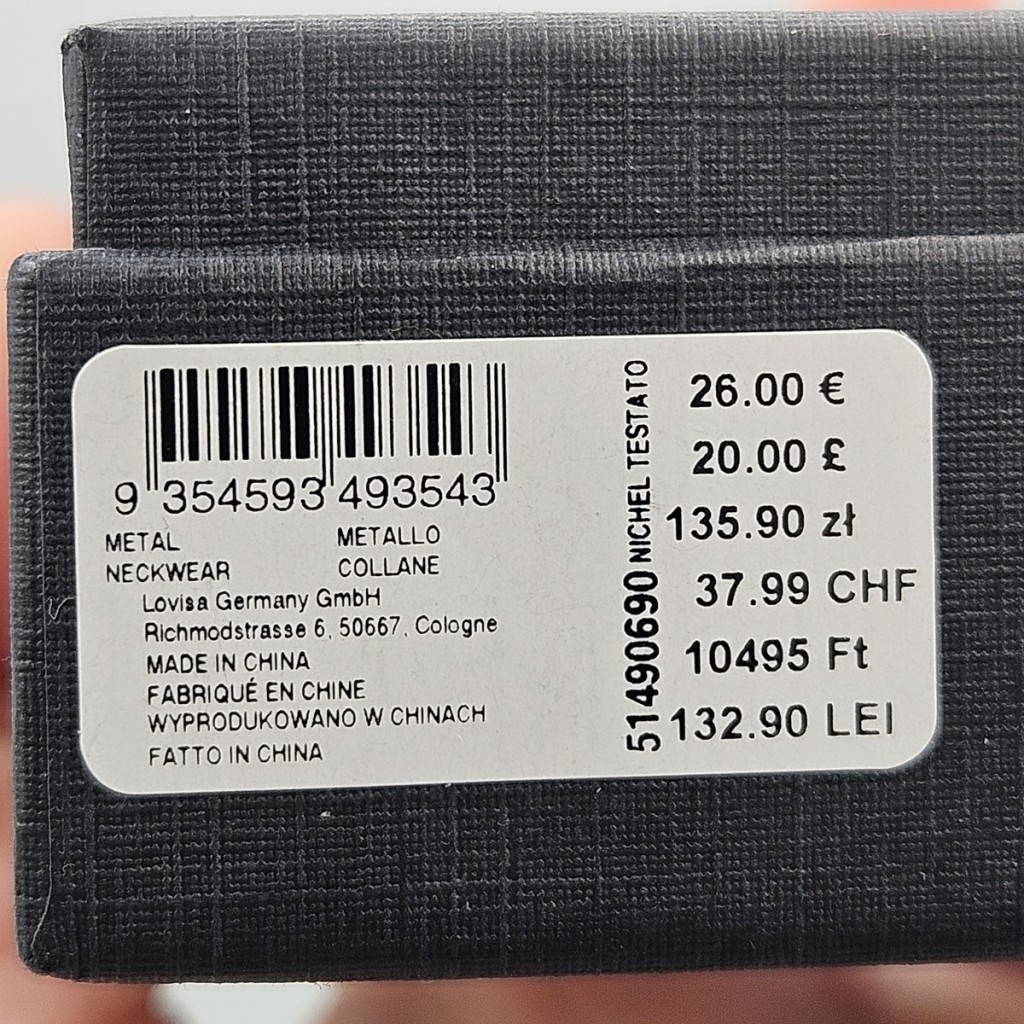 9 354593 493543
METAL METALLO
NECKWEAR COLLANE
Lovisa Germany GmbH
Richmodstrasse 6, 50667, Cologne
MADE IN CHINA
FABRIQUÉ EN CHINE
WYPRODUKOWANO W CHINACH
FATTO IN CHINA
51490690 NICHEL TESTATO
26.00 €
20.00 £
135.90 zł
37.99 CHF
10495 Ft
132.90 LEI